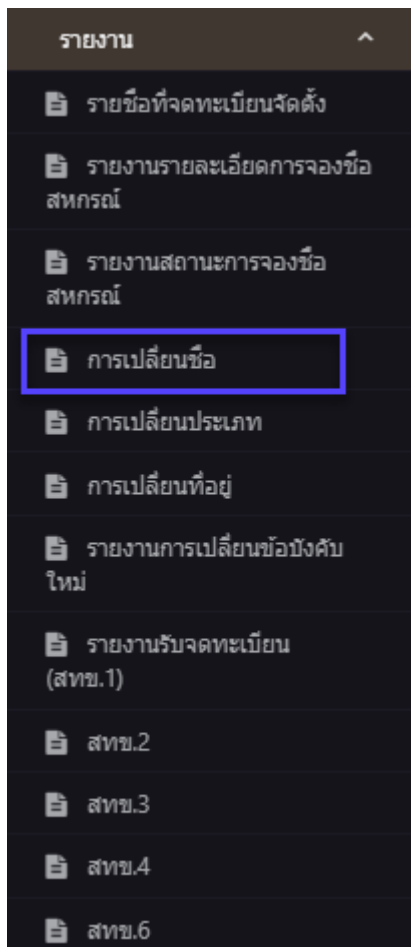 รายงาน
รายชื่อที่จดทะเบียนจัดตั้ง
รายงานรายละเอียดการจองชื่อ
สหกรณ์
รายงานสถานะการจองชื่อ
สหกรณ์
การเปลี่ยนชื่อ
การเปลี่ยนประเภท
การเปลี่ยนที่อยู่
รายงานการเปลี่ยนข้อบังคับ
ใหม่
รายงานรับจดทะเบียน
(สทข.1)
สทข.2
สทข.3
สทข.4
สทข.6